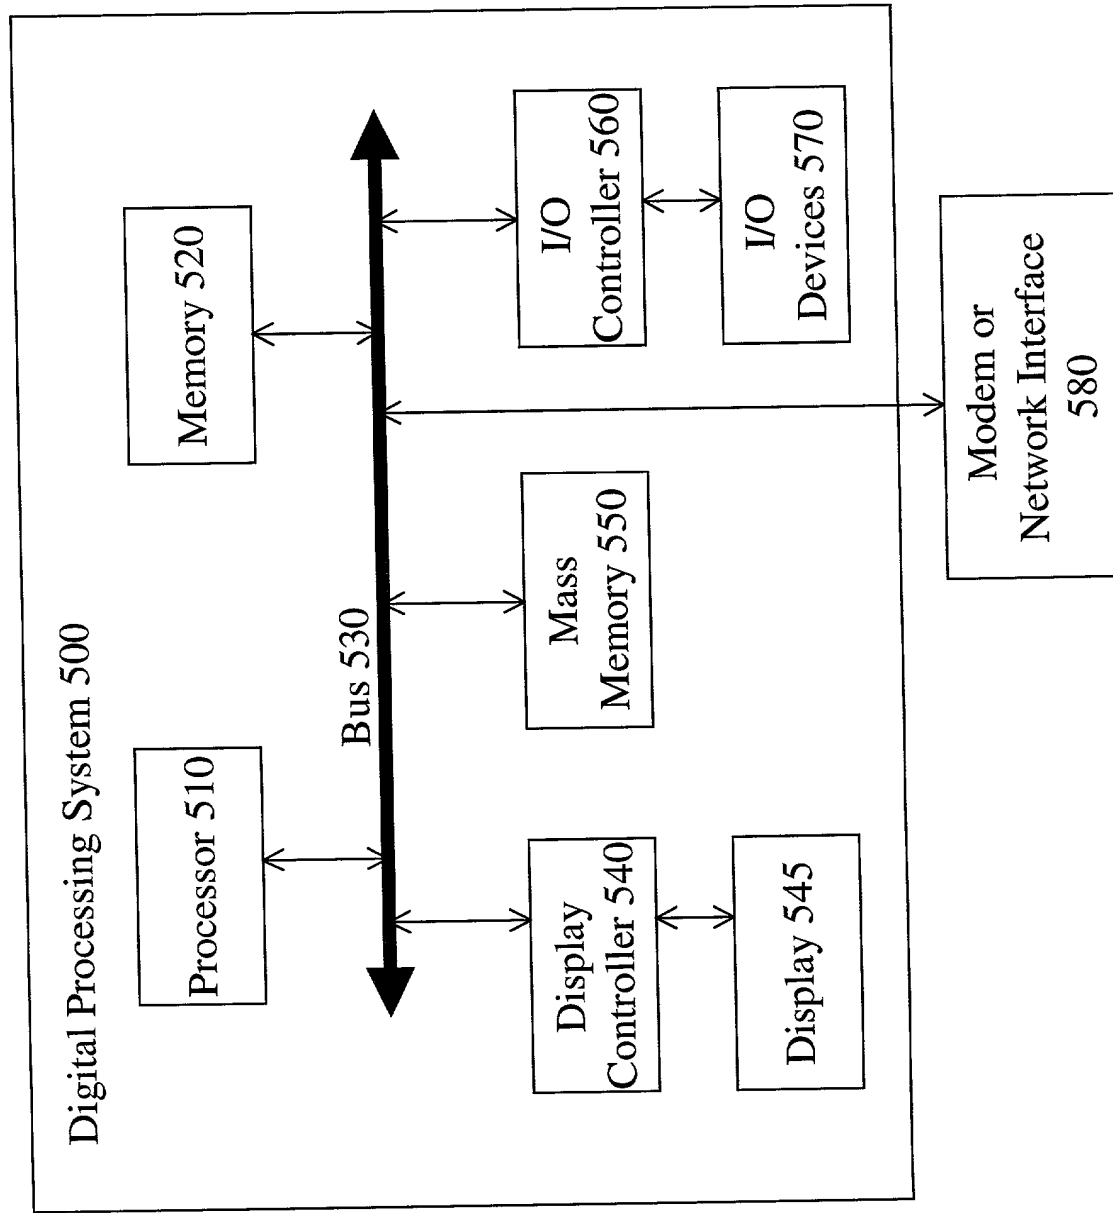 Digital Processing System 500
Processor 510
Memory 520
Bus 530
Display
Controller 540
Mass
Memory 550
I/O
Controller 560
Display 545
I/O
Devices 570
Modem or
Network Interface
580